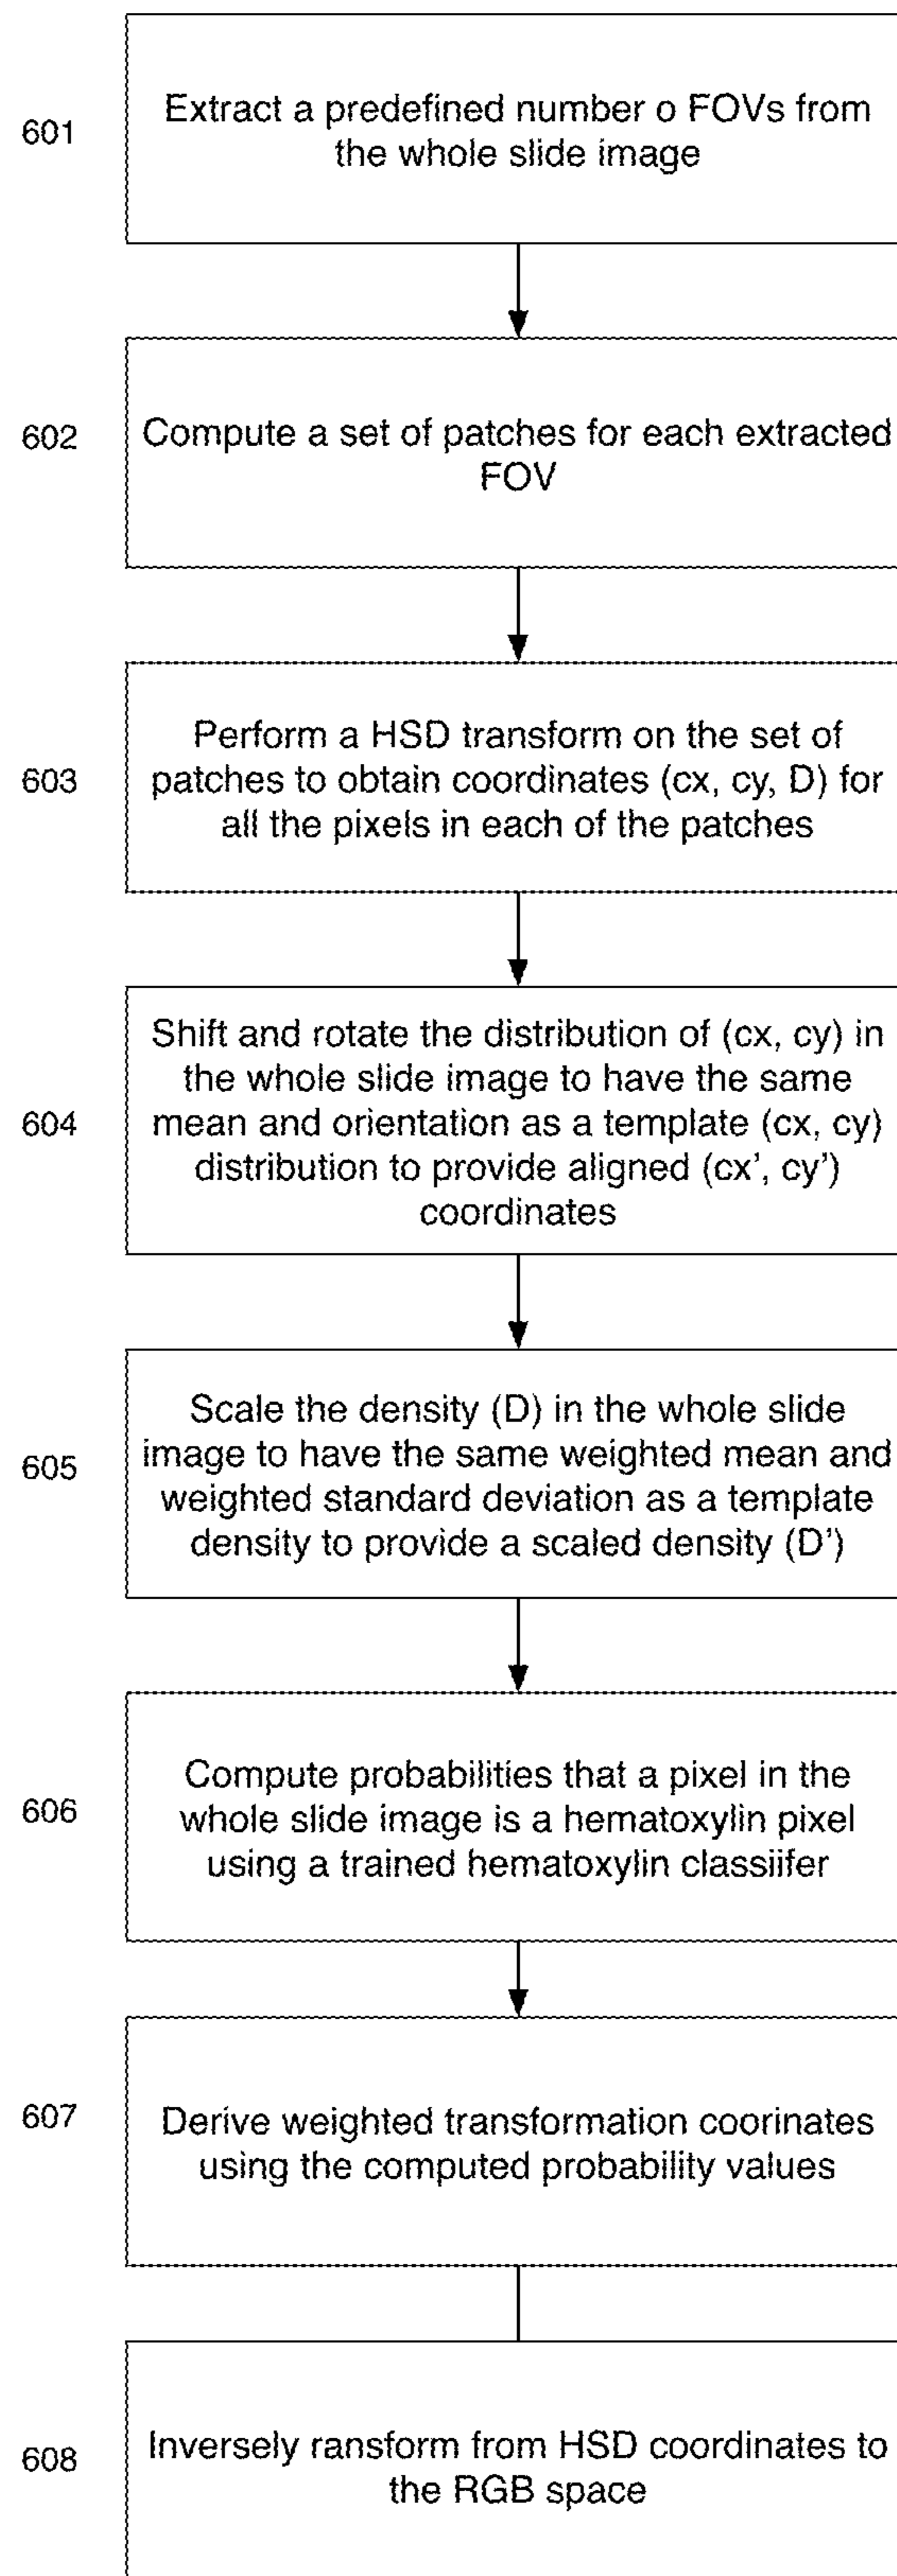 601
Extract a predefined number o FOVs from
the whole slide image
602
Compute a set of patches for each extracted
FOV
603
Perform a HSD transform on the set of
patches to obtain coordinates (cx, cy, D) for
all the pixels in each of the patches
604
Shift and rotate the distribution of (cx, cy) in
the whole slide image to have the same
mean and orientation as a template (cx, cy)
distribution to provide aligned (cx’, cy’)
coordinates
605
Scale the density (D) in the whole slide
image to have the same weighted mean and
weighted standard deviation as a template
density to provide a scaled density (D’)
606
Compute probabilities that a pixel in the
whole slide image is a hematoxylin pixel
using a trained hematoxylin classiifer
607
Derive weighted transformation coorinates
using the computed probability values
608
Inversely ransform from HSD coordinates to
the RGB space